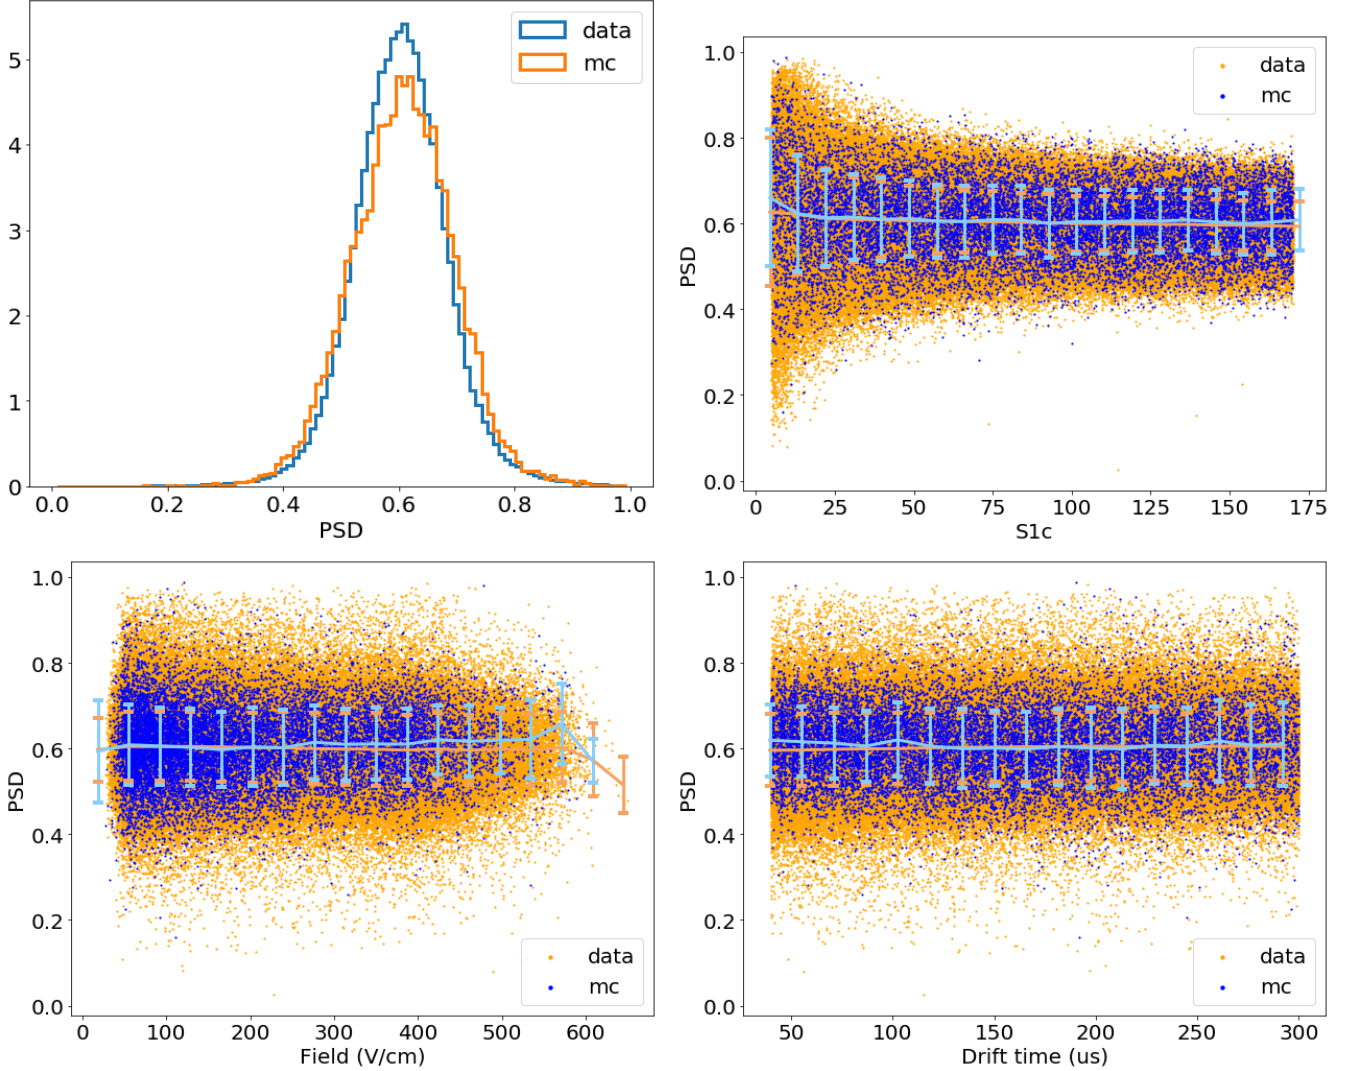 data
mc
5
4
3
2
1
0
0.0 0.2 0.4 0.6 0.8 1.0
PSD
data
mc
1.0
0.8
0.6
0.4
0.2
0.0
PSD
0 25 50 75 100 125 150 175
S1c
1.0
0.8
0.6
0.4
0.2
0.0
PSD
data
mc
0 100 200 300 400 500 600
Field (V/cm)
1.0
0.8
0.6
0.4
0.2
0.0
PSD
data
mc
50 100 150 200 250 300
Drift time (us)